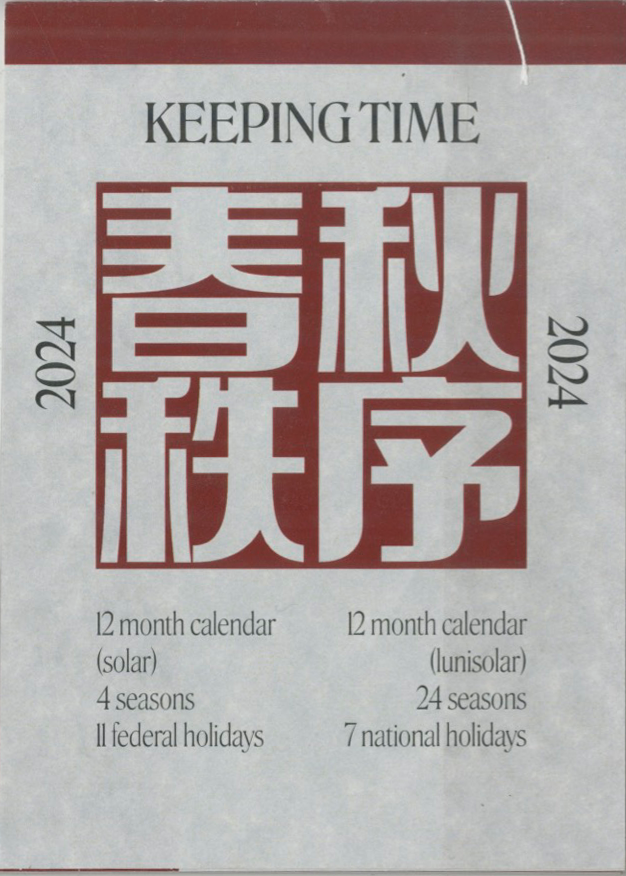 KEEPING TIME
春秋
秩序
2024
2024
12 month calendar
(solar)
4 seasons
11 federal holidays
12 month calendar
(lunisolar)
24 seasons
7 national holidays